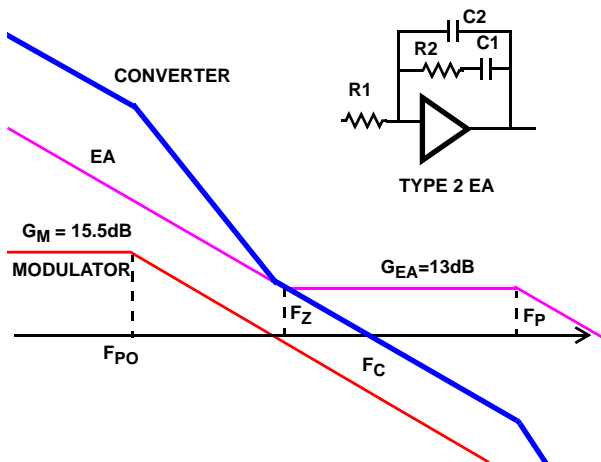 C2
R2
C1
CONVERTER
R1
EA
TYPE 2 EA
GM = 15.5dB
GEA=13dB
MODULATOR
FZ
FP
FPO
FC